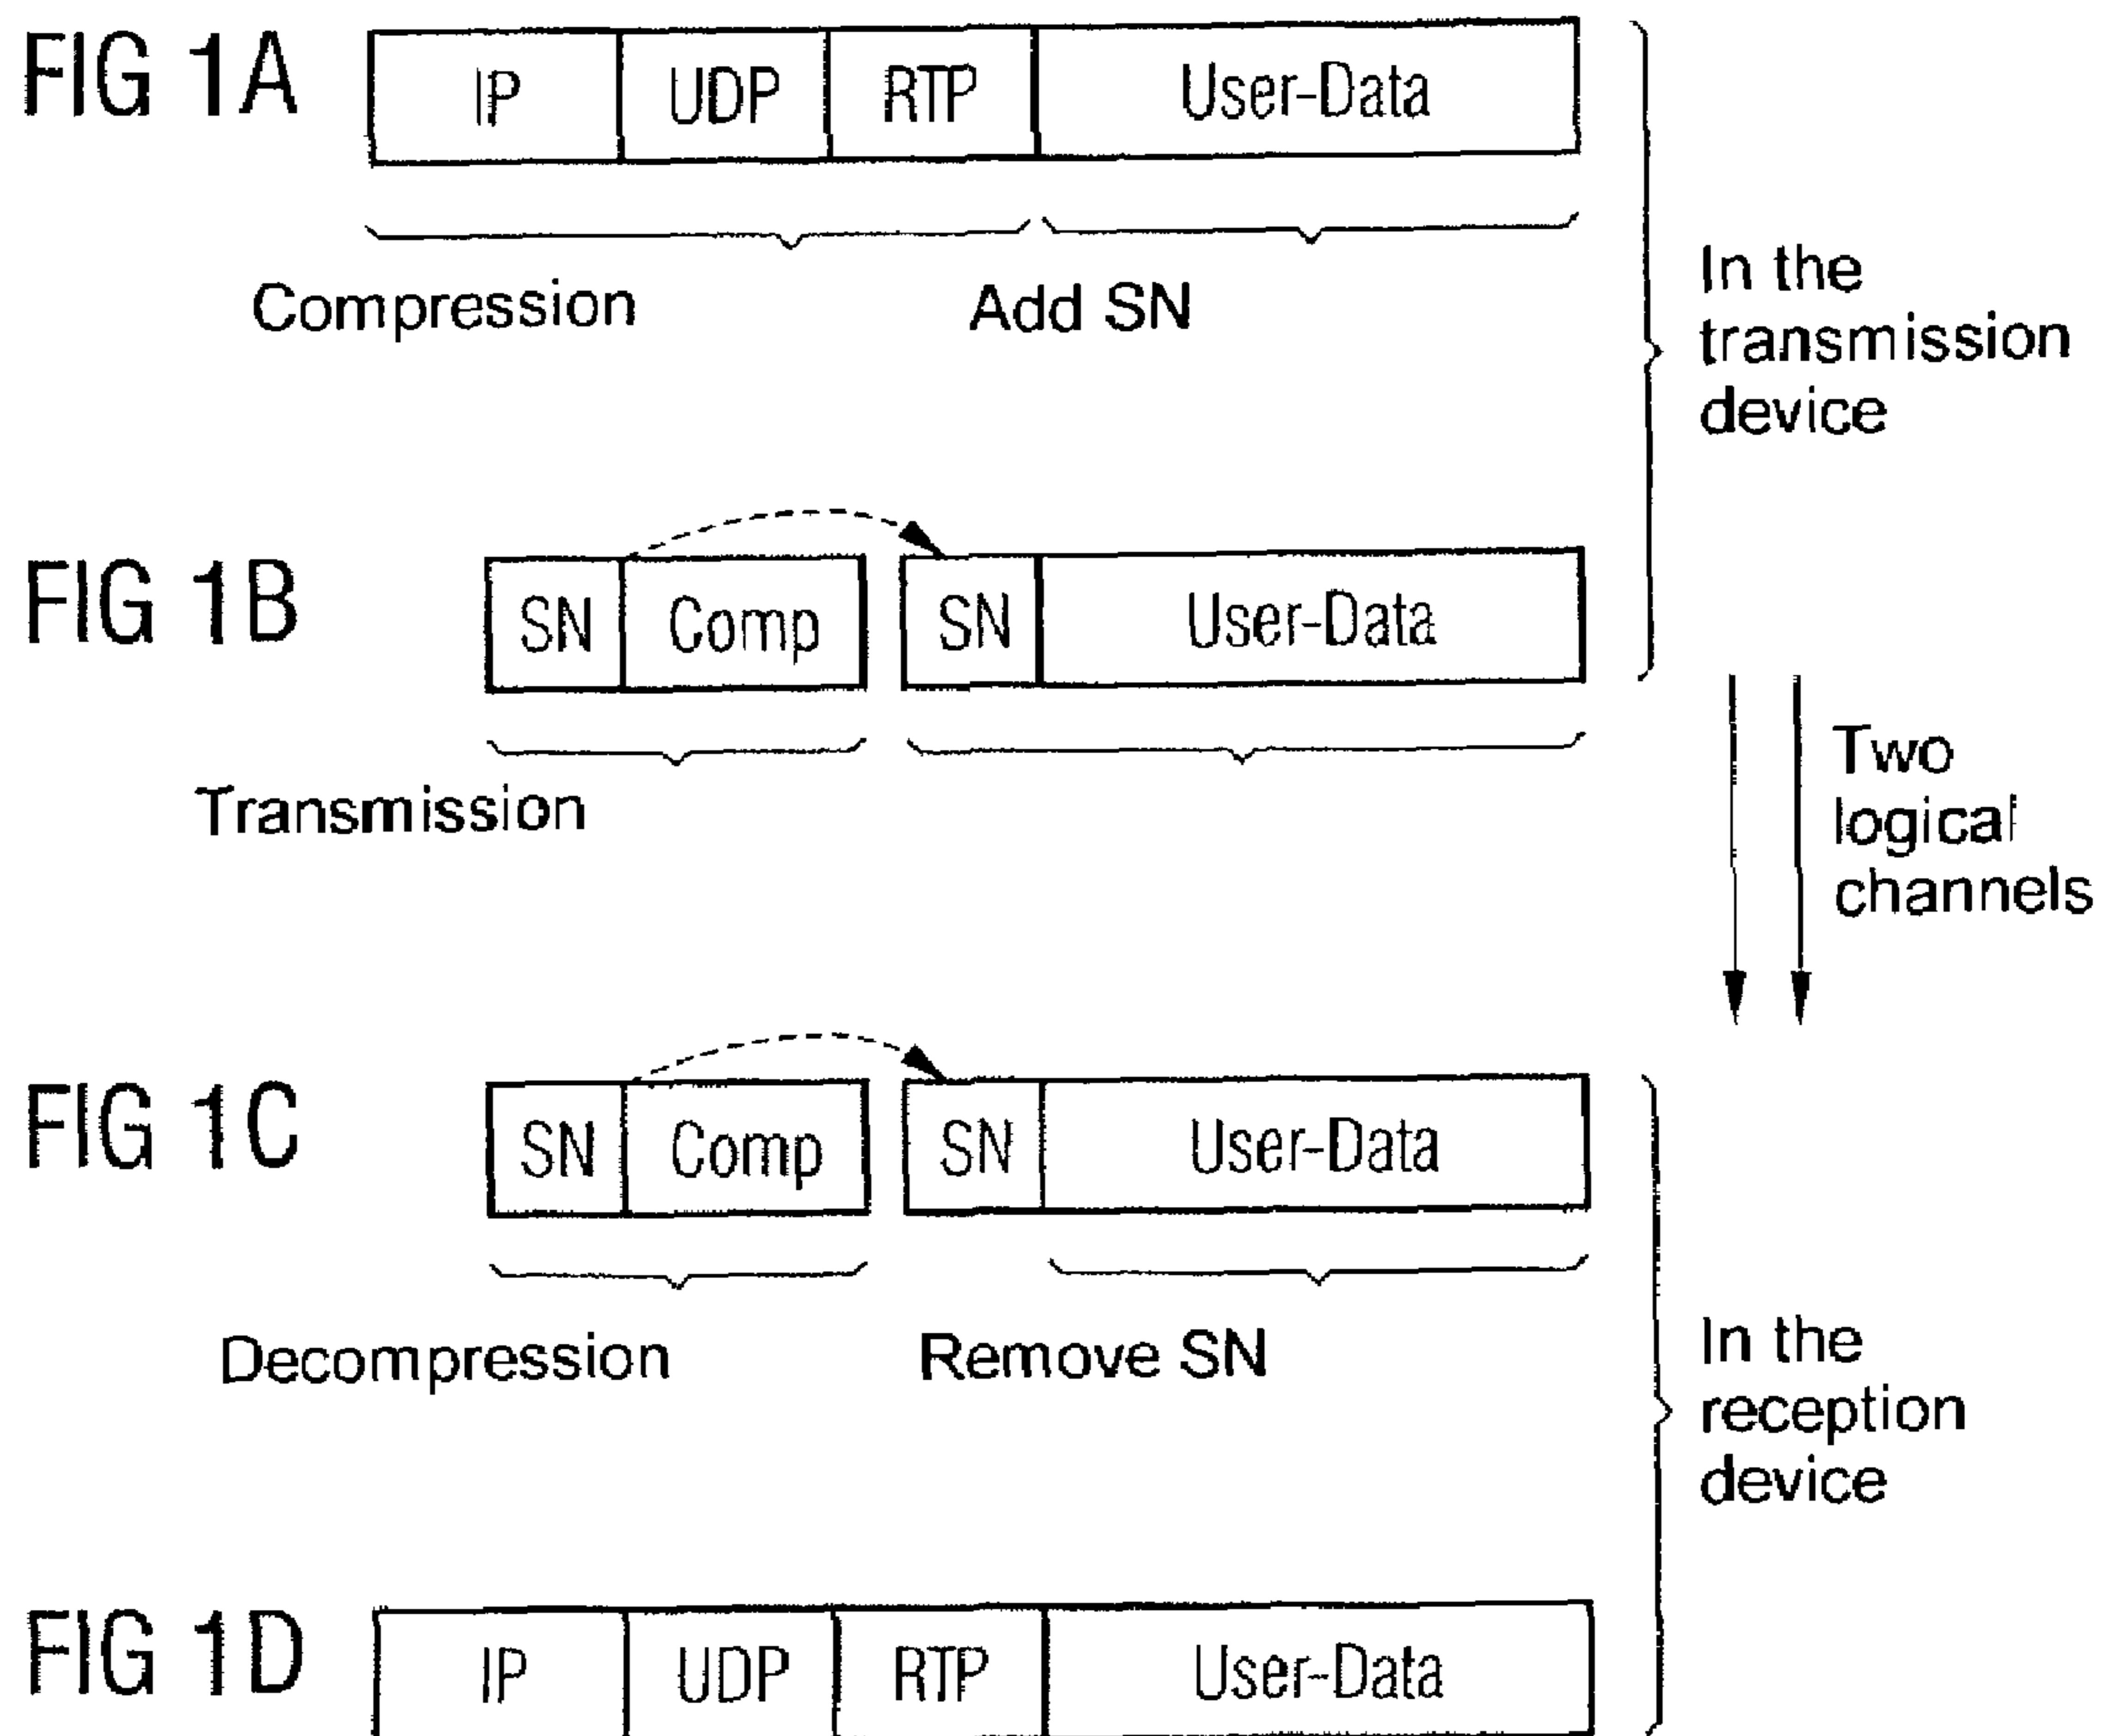 FIG 1A
IP UDP RTP User-Data
Compression Add SN
In the
transmission
device
FIG 1B
SN Comp SN User-Data
Transmission
Two
logical
channels
FIG 1C
SN Comp SN User-Data
Decompression Remove SN
In the
reception
device
FIG 1D
IP UDP RTP User-Data